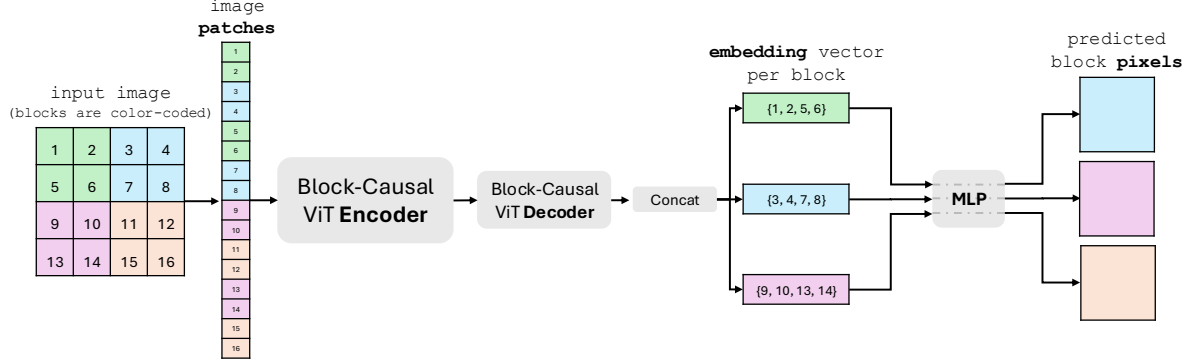 image
patches
input image
(blocks are color-coded)
1 2 3 4
5 6 7 8
9 10 11 12
13 14 15 16
1
2
3
4
5
6
7
8
9
10
11
12
13
14
15
16
Block-Causal
ViT Encoder
Block-Causal
ViT Decoder
Concat
embedding vector
per block
{1, 2, 5, 6}
{3, 4, 7, 8}
{9, 10, 13, 14}
MLP
predicted
block pixels